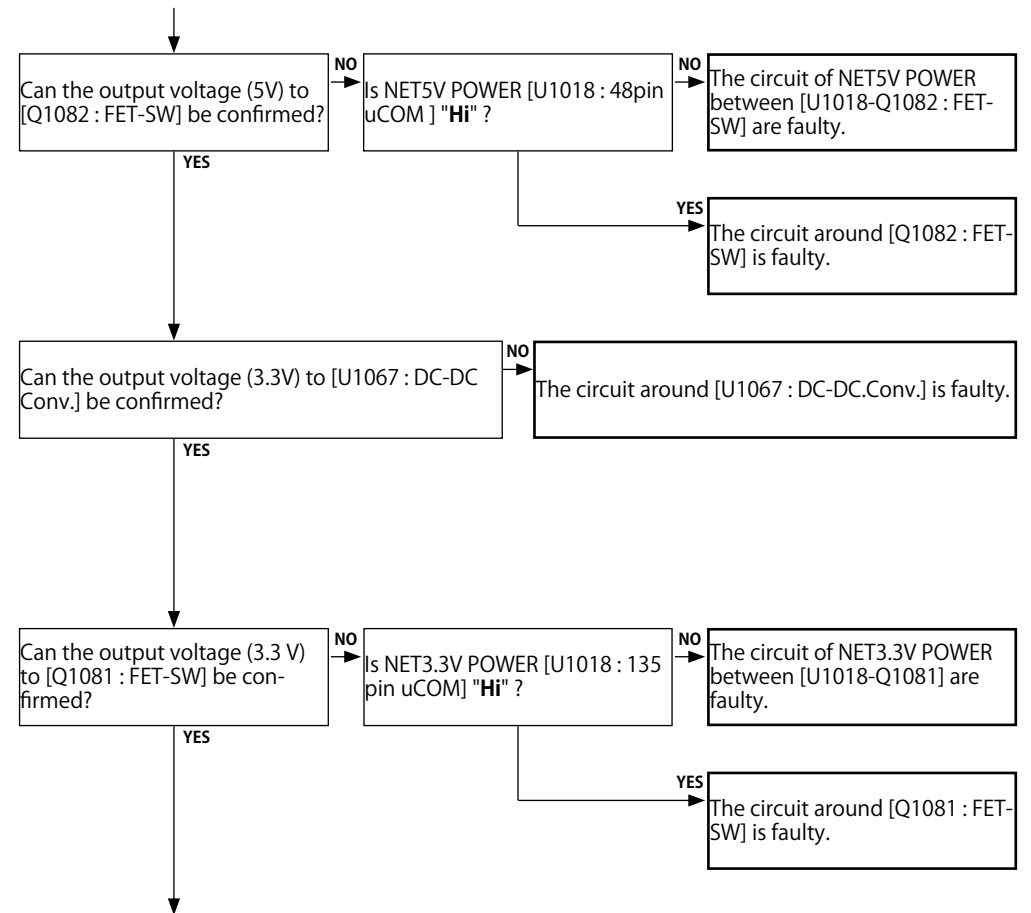 Can the output voltage (5V) to
[Q1082 : FET-SW] be confirmed?
NO
Is NET5V POWER [U1018 : 48pin
uCOM ] "Hi" ?
NO
The circuit of NET5V POWER
between [U1018-Q1082 : FET-
SW] are faulty.
YES
YES
The circuit around [Q1082 : FET-
SW] is faulty.
Can the output voltage (3.3V) to [U1067 : DC-DC
Conv.] be confirmed?
NO
The circuit around [U1067 : DC-DC.Conv.] is faulty.
YES
Can the output voltage (3.3 V)
to [Q1081 : FET-SW] be con-
firmed?
NO
Is NET3.3V POWER [U1018 : 135
pin uCOM] "Hi" ?
NO
The circuit of NET3.3V POWER
between [U1018-Q1081] are
faulty.
YES
YES
The circuit around [Q1081 : FET-
SW] is faulty.